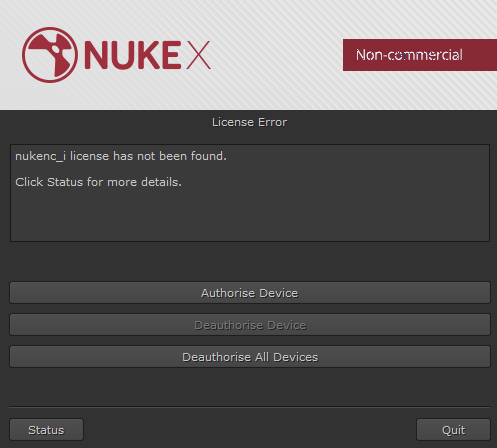 NUKEX
Non-commercial
License Error
nukenc_i license has not been found.
Click Status for more details.
Authorise Device
Deauthorise Device
Deauthorise All Devices
Status
Quit